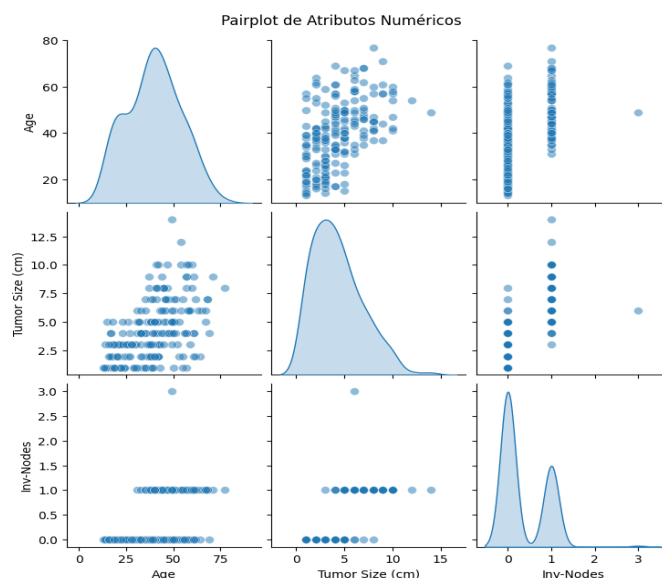 Pairplot de Atributos Numéricos
80
60
40
20
Age
12.5
10.0
7.5
5.0
2.5
Tumor Size (cm)
3.0
2.5
2.0
1.5
1.0
0.5
0.0
Inv-Nodes
0 25 50 75
0 5 10 15
0 1 2 3
Age Tumor Size (cm) Inv-Nodes